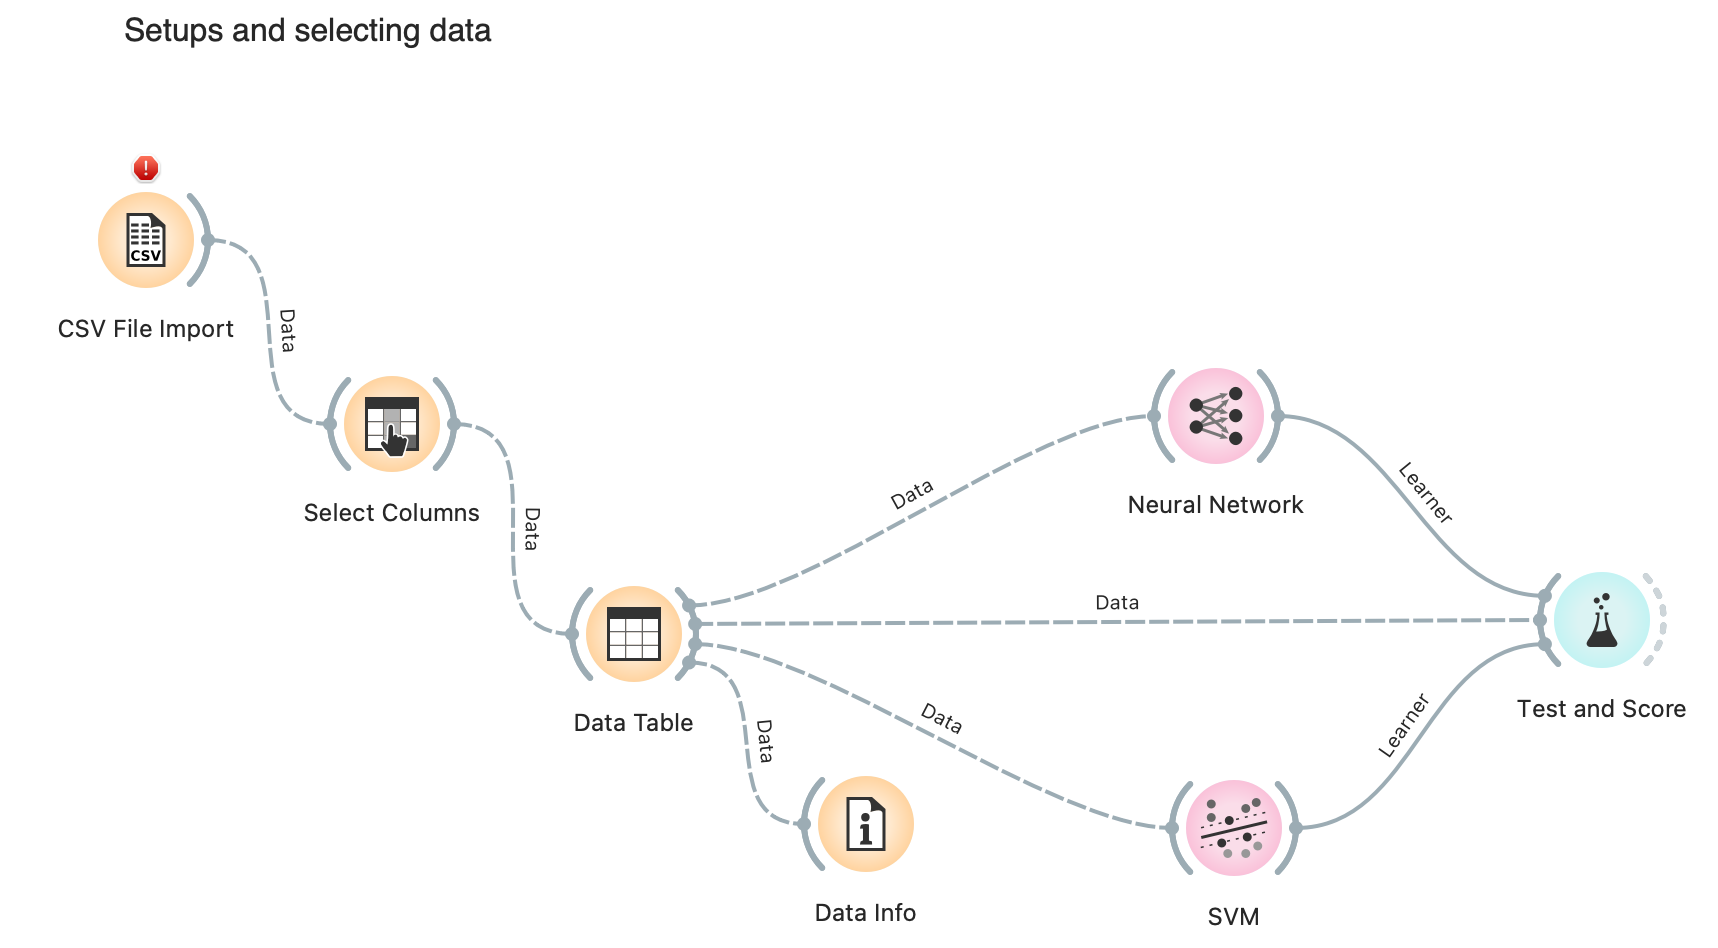 Setups and selecting data
CSV
CSV File Import
Data
Select Columns
Data
Data Table
Data
Data
Data
Data
Data Info
Neural Network
Learner
SVM
Learner
Test and Score